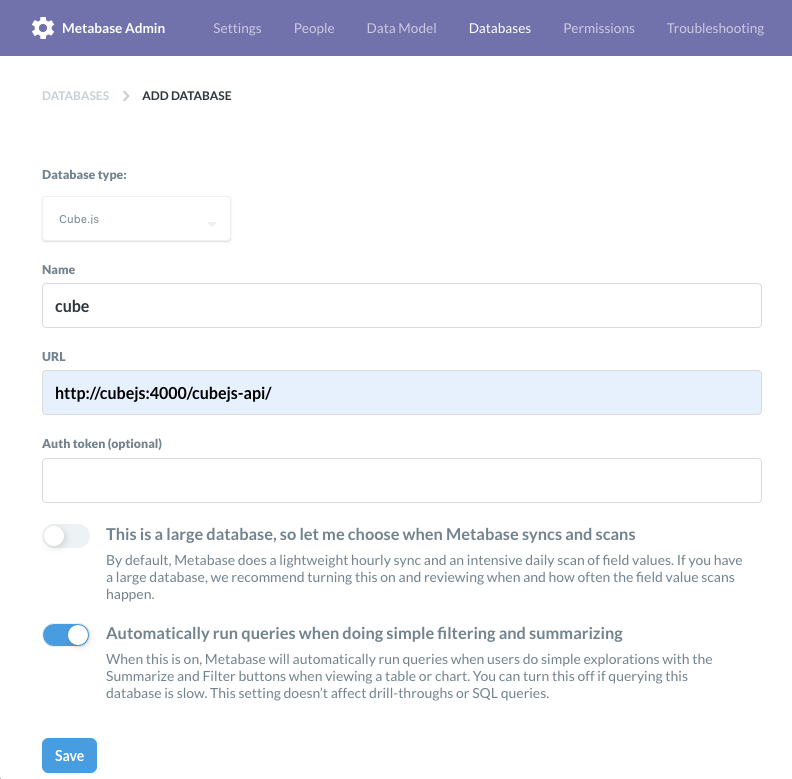 Metabase Admin Settings People Data Model Databases Permissions Troubleshooting
DATABASES ADD DATABASE
Database type:
Cube.js
Name
cube
URL
http://cubejs:4000/cubejs-api/
Auth token (optional)
This is a large database, so let me choose when Metabase syncs and scans
By default, Metabase does a lightweight hourly sync and an intensive daily scan of field values. If you have
a large database, we recommend turning this on and reviewing when and how often the field value scans
happen.
Automatically run queries when doing simple filtering and summarizing
When this is on, Metabase will automatically run queries when users do simple explorations with the
Summarize and Filter buttons when viewing a table or chart. You can turn this off if querying this
database is slow. This setting doesn’t affect drill-throughs or SQL queries.
Save